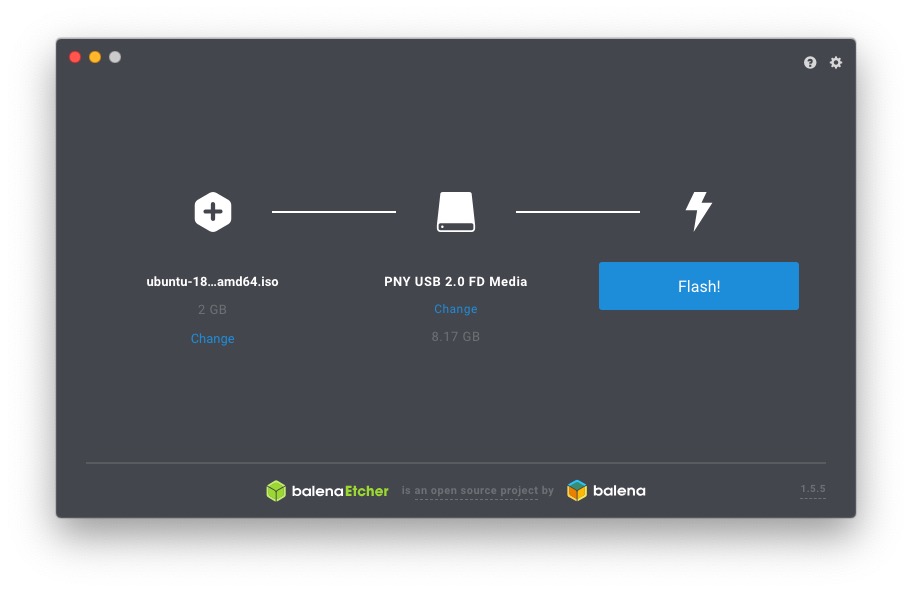 ubuntu-18...amd64.iso
2 GB
Change
PNY USB 2.0 FD Media
Change
8.17 GB
Flash!
balenaEtcher is an open source project by balena
1.5.5